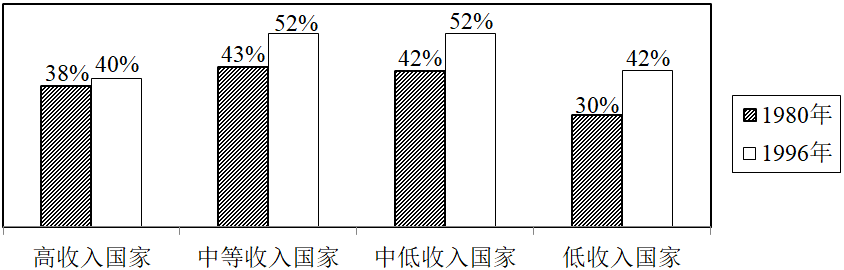 38%
40%
43%
52%
42%
52%
30%
42%
1980年
1996年
高收入国家
中等收入国家
中低收入国家
低收入国家